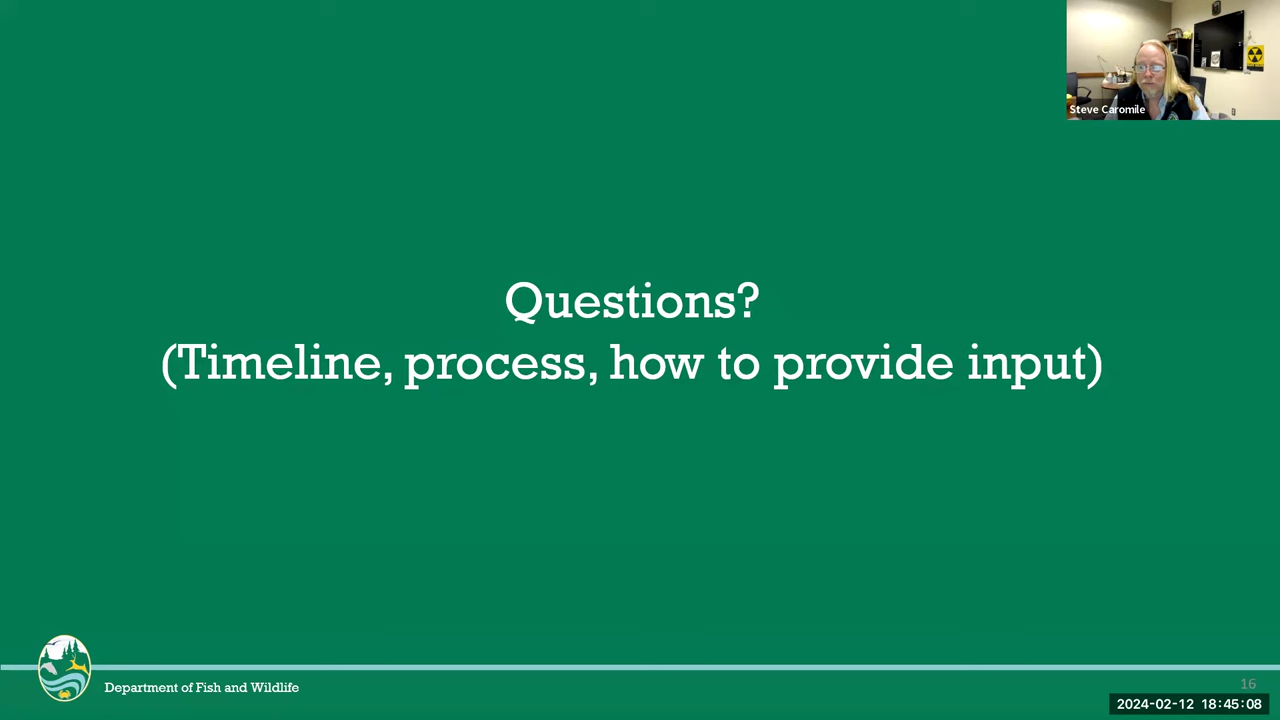 Steve Caromile
Questions?
(Timeline, process, how to provide input)
Department of Fish and Wildlife
16
2024-02-12 18:45:08